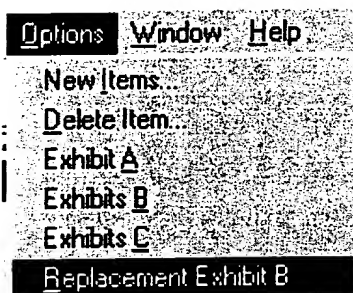 Options Window Help
New Items...
Delete Item...
Exhibit A
Exhibits B
Exhibits C
Replacement Exhibit B